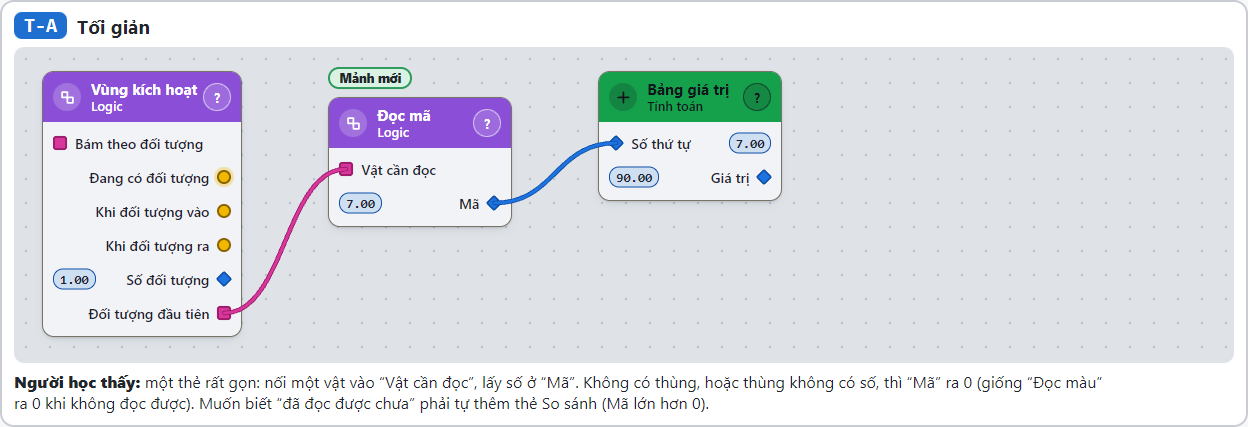 T-A Tối giản
Vùng kích hoạt
Logic
?
Bám theo đối tượng
Đang có đối tượng
Khi đối tượng vào
Khi đối tượng ra
1.00 Số đối tượng
Đối tượng đầu tiên
Mảnh mới
Đọc mã
Logic
?
Vật cần đọc
7.00 Mã
Bảng giá trị
Tính toán
?
Số thứ tự 7.00
90.00 Giá trị
Người học thấy: một thẻ rất gọn: nối một vật vào “Vật cần đọc”, lấy số ở “Mã”. Không có thùng, hoặc thùng không có số, thì “Mã” ra 0 (giống “Đọc màu”
ra 0 khi không đọc được). Muốn biết “đã đọc được chưa” phải tự thêm thẻ So sánh (Mã lớn hơn 0).